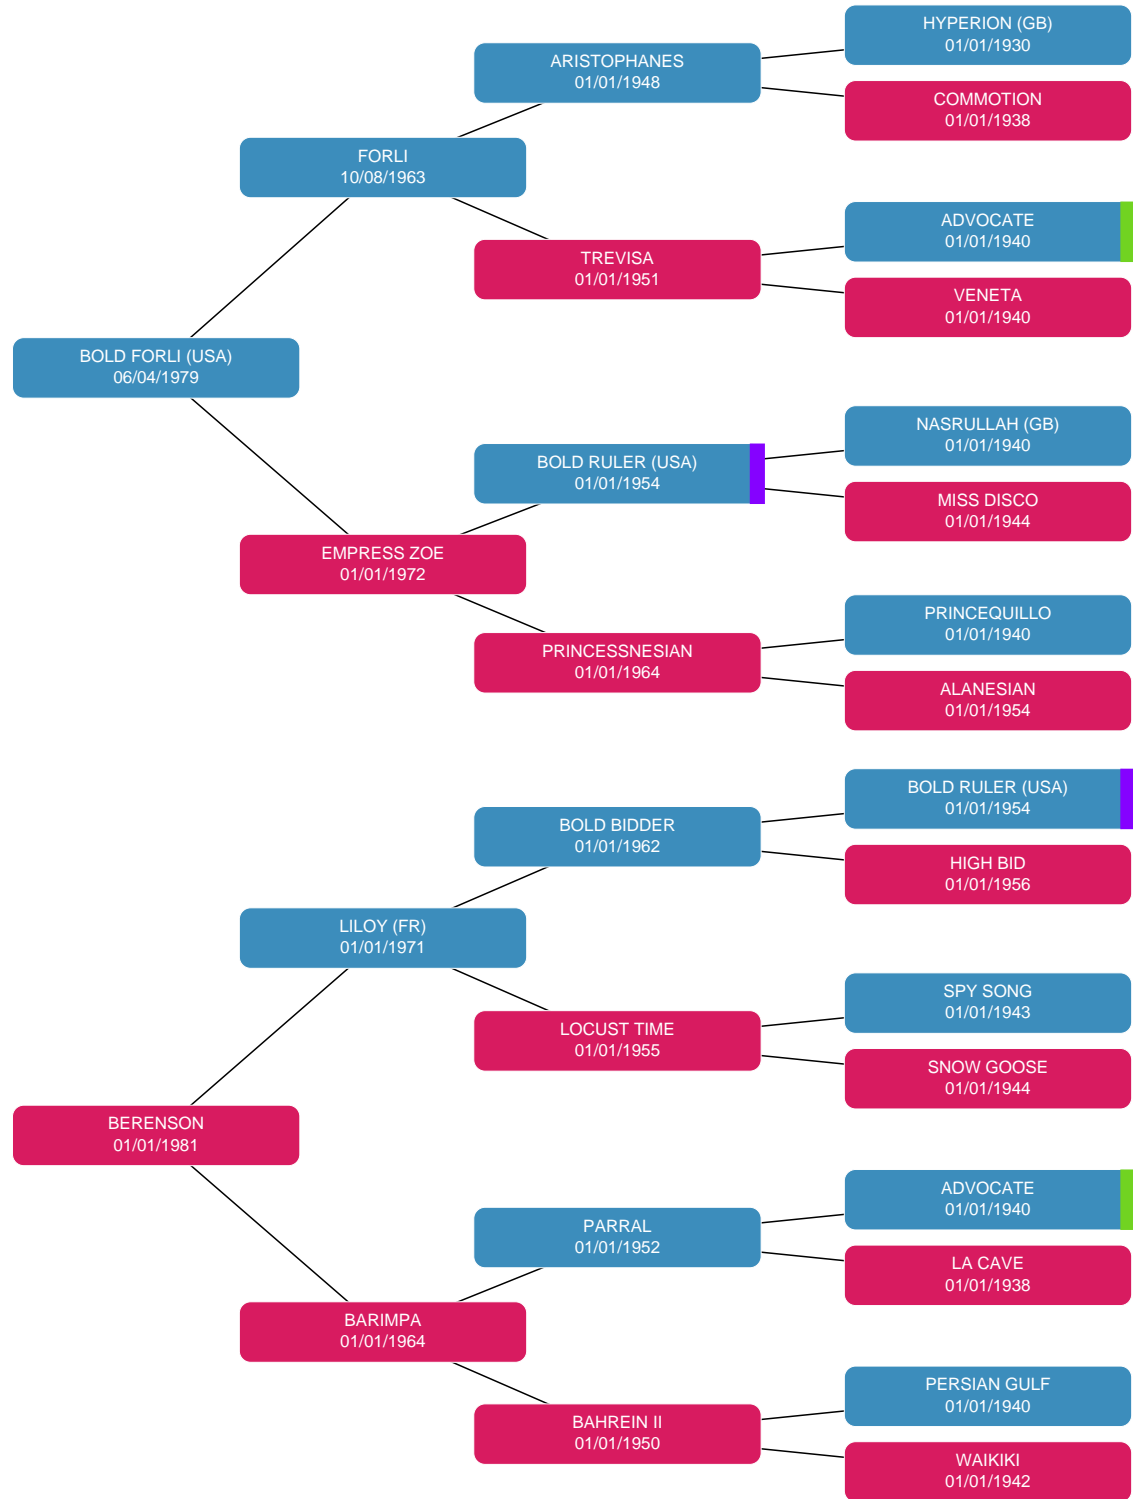 HYPERION (GB)
01/01/1930
ARISTOPHANES
01/01/1948
COMMOTION
01/01/1938
FORLI
10/08/1963
ADVOCATE
01/01/1940
TREVISA
01/01/1951
VENETA
01/01/1940
BOLD FORLI (USA)
06/04/1979
NASRULLAH (GB)
01/01/1940
BOLD RULER (USA)
01/01/1954
MISS DISCO
01/01/1944
EMPRESS ZOE
01/01/1972
PRINCEQUILLO
01/01/1940
PRINCESSNESIAN
01/01/1964
ALANESIAN
01/01/1954
BOLD RULER (USA)
01/01/1954
BOLD BIDDER
01/01/1962
HIGH BID
01/01/1956
LILOY (FR)
01/01/1971
SPY SONG
01/01/1943
LOCUST TIME
01/01/1955
SNOW GOOSE
01/01/1944
BERENSON
01/01/1981
ADVOCATE
01/01/1940
PARRAL
01/01/1952
LA CAVE
01/01/1938
BARIMPA
01/01/1964
PERSIAN GULF
01/01/1940
BAHREIN II
01/01/1950
WAIKIKI
01/01/1942